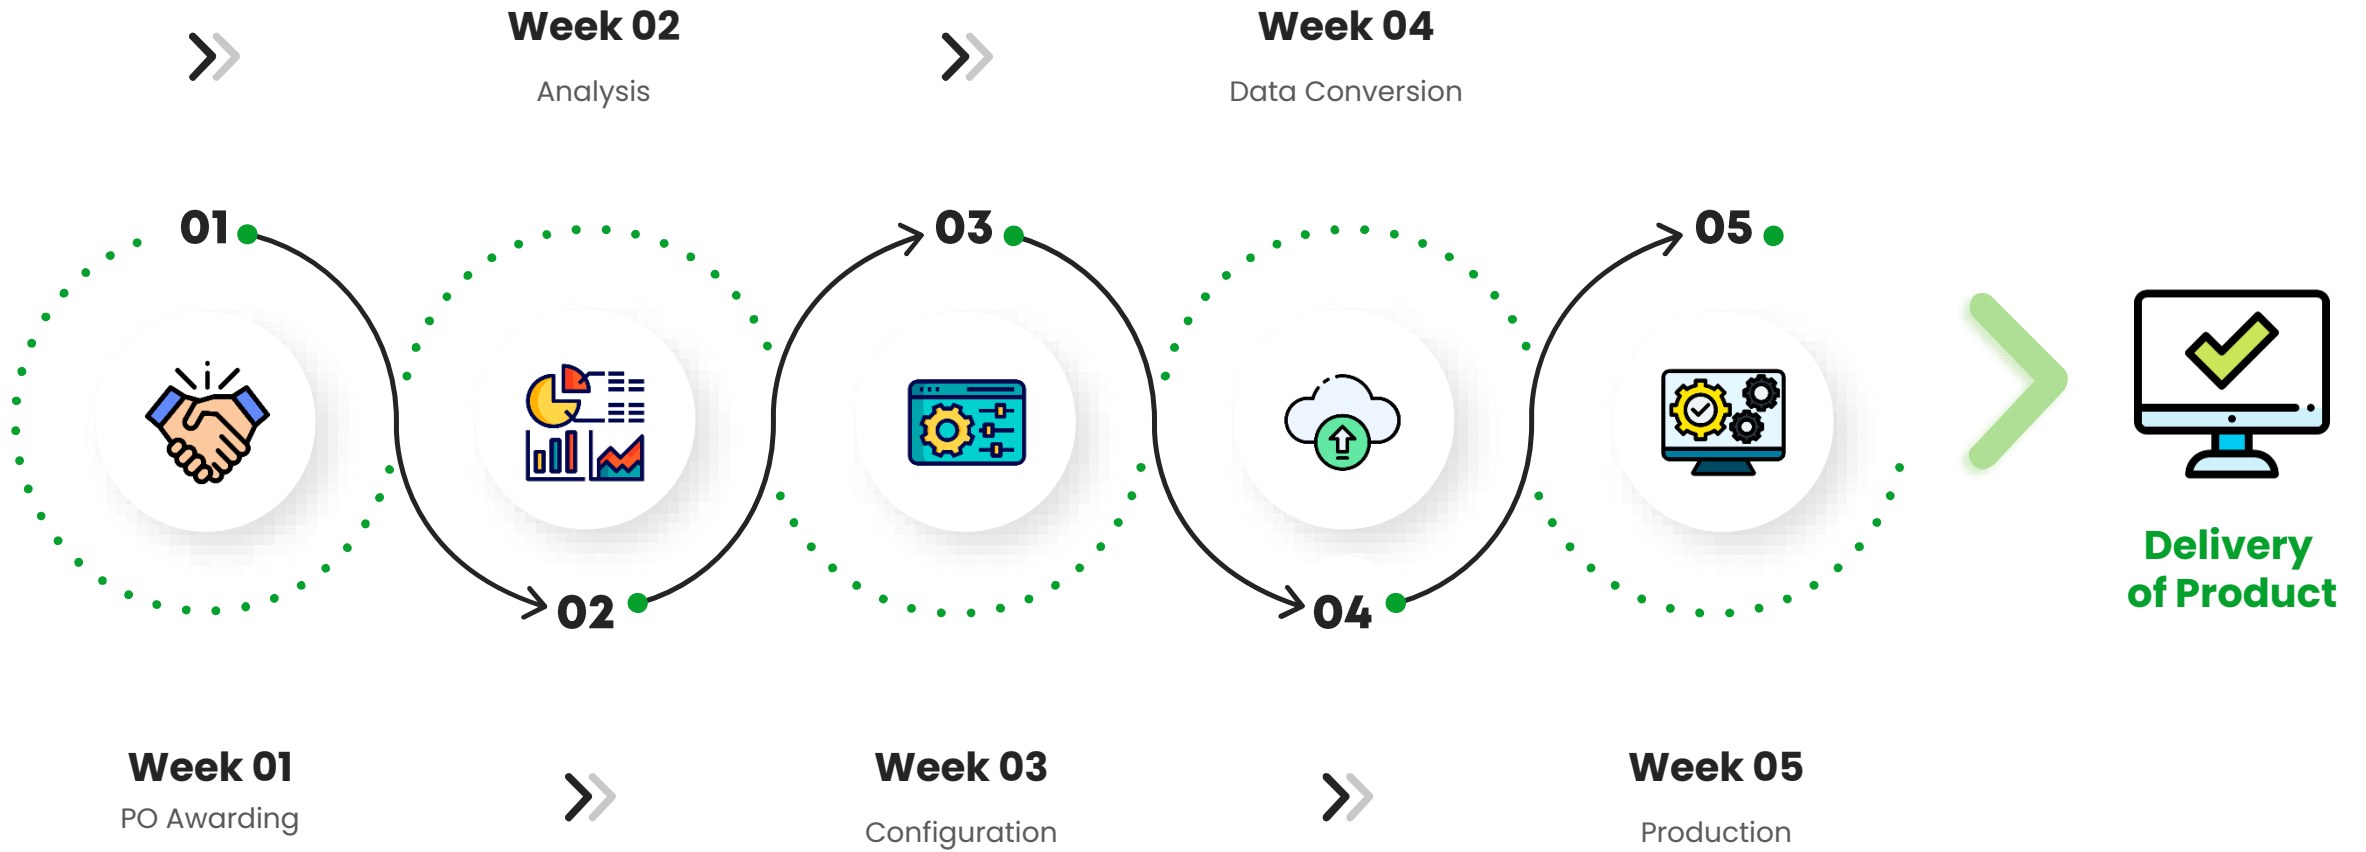 Week 02
Analysis
Week 04
Data Conversion
01
03
05
02
04
Delivery
of Product
Week 01
PO Awarding
Week 03
Configuration
Week 05
Production